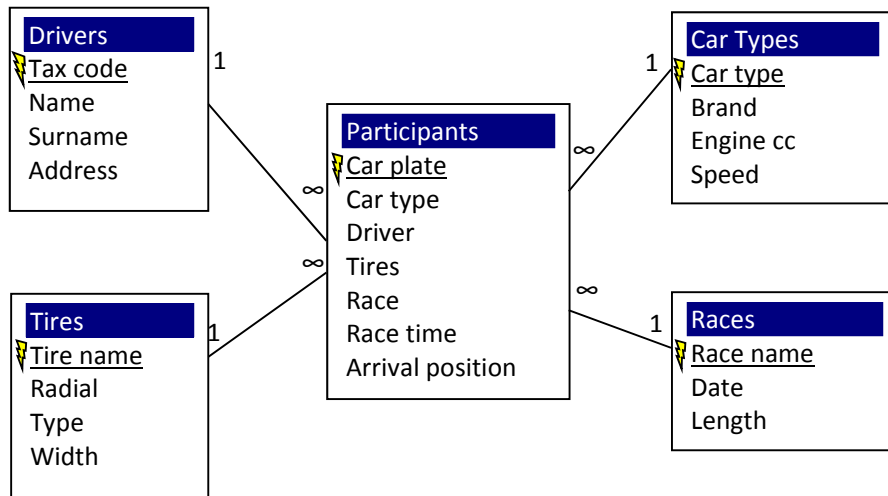 Drivers
Tax code
Name
Surname
Address
1
∞
Tires
Tire name
Radial
Type
Width
1
∞
Participants
Car plate
Car type
Driver
Tires
Race
Race time
Arrival position
Car Types
Car type
Brand
Engine cc
Speed
1
∞
Races
Race name
Date
Length
1
∞